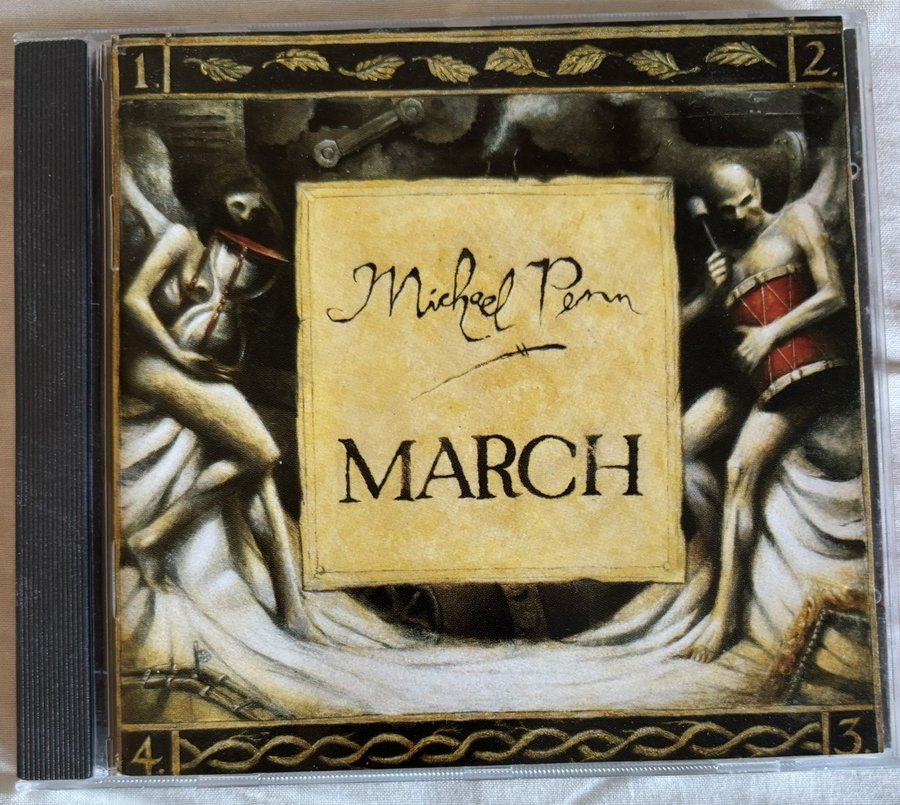 1.
2.
Michael Penn
MARCH
4.
3.